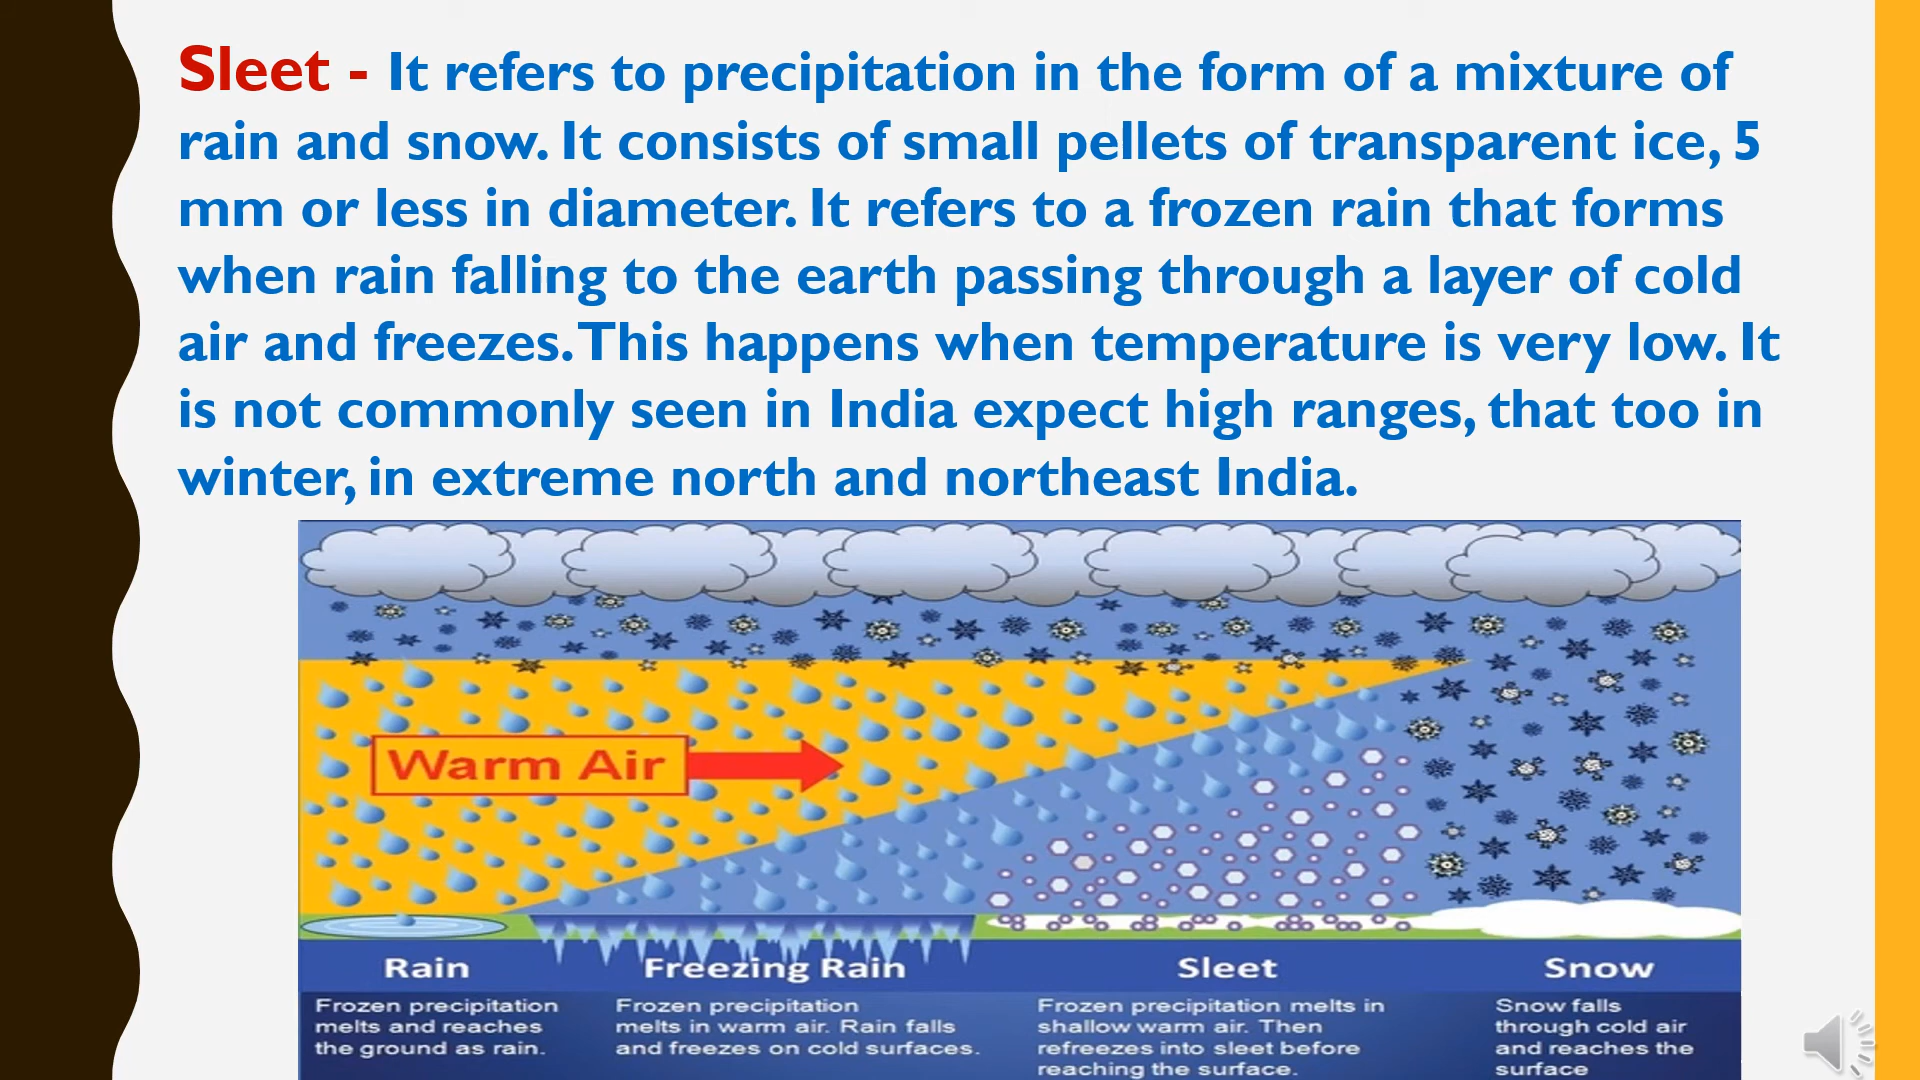 Sleet - It refers to precipitation in the form of a mixture of
rain and snow. It consists of small pellets of transparent ice, 5
mm or less in diameter. It refers to a frozen rain that forms
when rain falling to the earth passing through a layer of cold
air and freezes. This happens when temperature is very low. It
is not commonly seen in India expect high ranges, that too in
winter, in extreme north and northeast India.
Warm Air
Rain
Frozen precipitation
melts and reaches
the ground as rain.
Freezing Rain
Frozen precipitation
melts in warm air. Rain falls
and freezes on cold surfaces.
Sleet
Frozen precipitation melts in
shallow warm air. Then
refreezes into sleet before
reaching the surface.
Snow
Snow falls
through cold air
and reaches the
surface